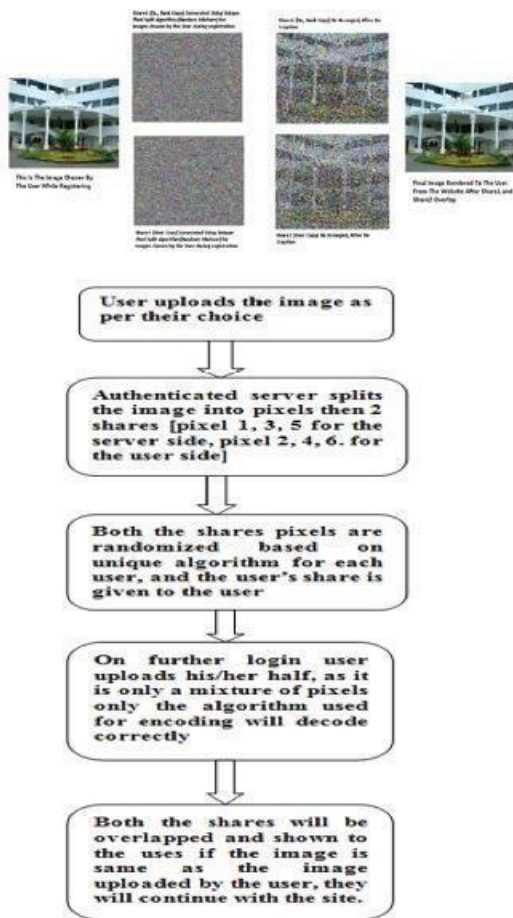 This Is The Image Chosen By
The User While Registering
Final Image Rendered To The User
From The Website After Share1 and
Share2 Overlap
User uploads the image as
per their choice
Authenticated server splits
the image into pixels then 2
shares [pixel 1, 3, 5 for the
server side, pixel 2, 4, 6. for
the user side]
Both the shares pixels are
randomized based on
unique algorithm for each
user, and the user's share is
given to the user
On further login user
uploads his/her half, as it
is only a mixture of pixels
only the algorithm used
for encoding will decode
correctly
Both the shares will be
overlapped and shown to
the uses if the image is
same as the image
uploaded by the user, they
will continue with the site.